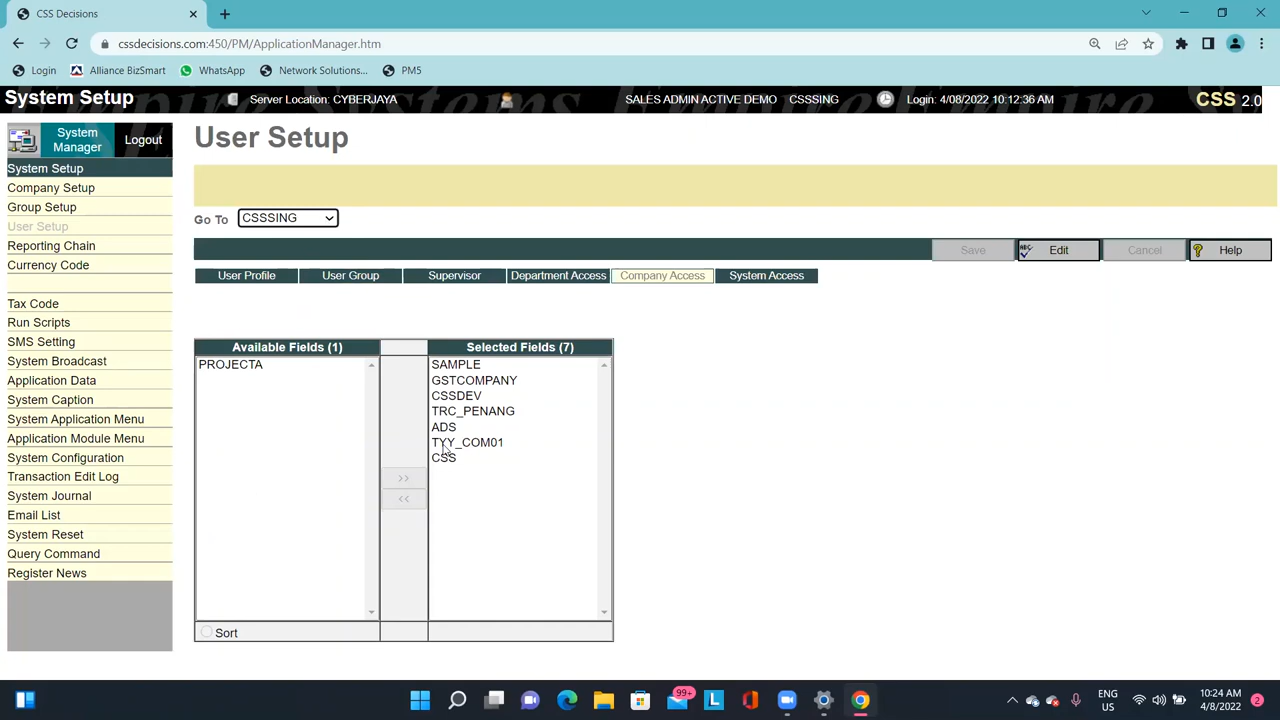 CSS Decisions
cssdecisions.com:450/PM/ApplicationManager.htm
Login
Alliance BizSmart
WhatsApp
Network Solutions...
PM5
System Setup
Server Location: CYBERJAYA
SALES ADMIN ACTIVE DEMO
CSSSING
Login: 4/08/2022 10:12:36 AM
CSS 2.0
System Manager
Logout
User Setup
System Setup
Company Setup
Group Setup
User Setup
Reporting Chain
Currency Code
Tax Code
Run Scripts
SMS Setting
System Broadcast
Application Data
System Caption
System Application Menu
Application Module Menu
System Configuration
Transaction Edit Log
System Journal
Email List
System Reset
Query Command
Register News
Go To
CSSSING
Save
Edit
Cancel
Help
User Profile
User Group
Supervisor
Department Access
Company Access
System Access
Available Fields (1)
Selected Fields (7)
PROJECTA
SAMPLE
GSTCOMPANY
CSSDEV
TRC_PENANG
ADS
TYY_COM01
CSS
>>
<<
Sort
99+
ENG
US
10:24 AM
4/8/2022
2